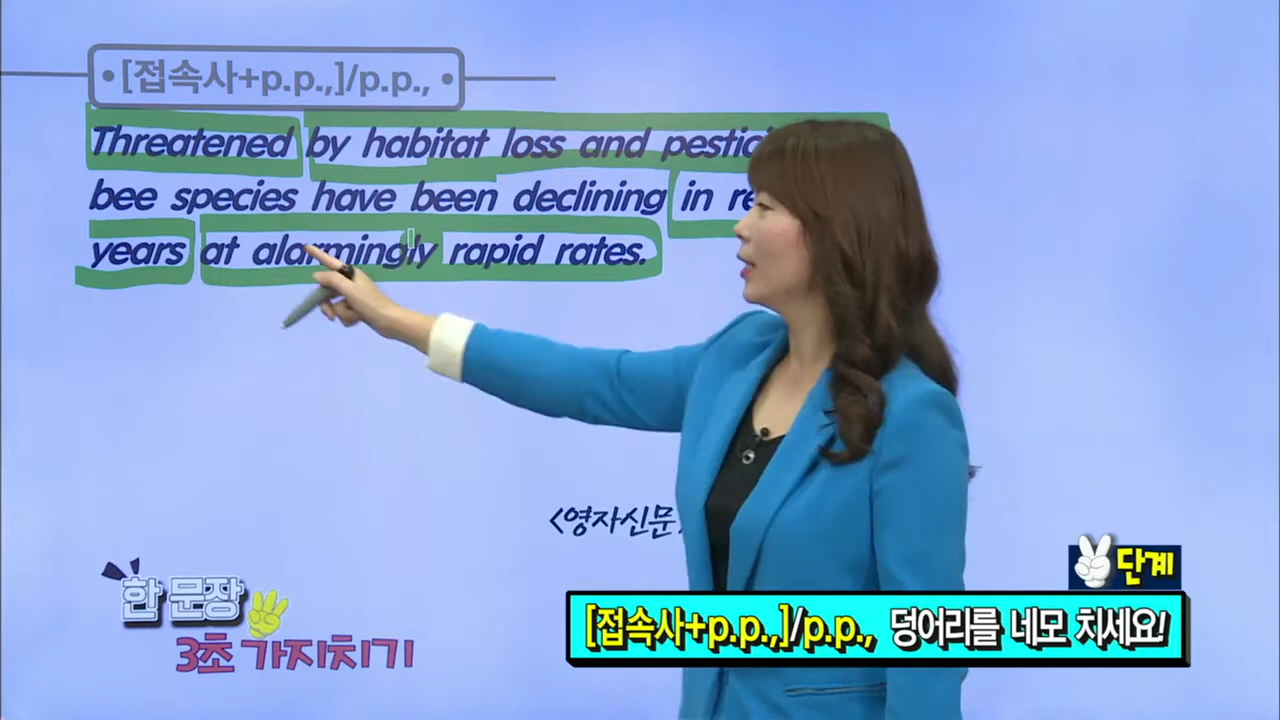 •[접속사+p.p.,]/p.p., •
Threatened by habitat loss and
bee species have been declining in
years at alarmingly rapid rates.
<영자신문
단계
한 문장
3초 가지치기
[접속사+p.p.,]/p.p., 덩어리를 네모 치세요!